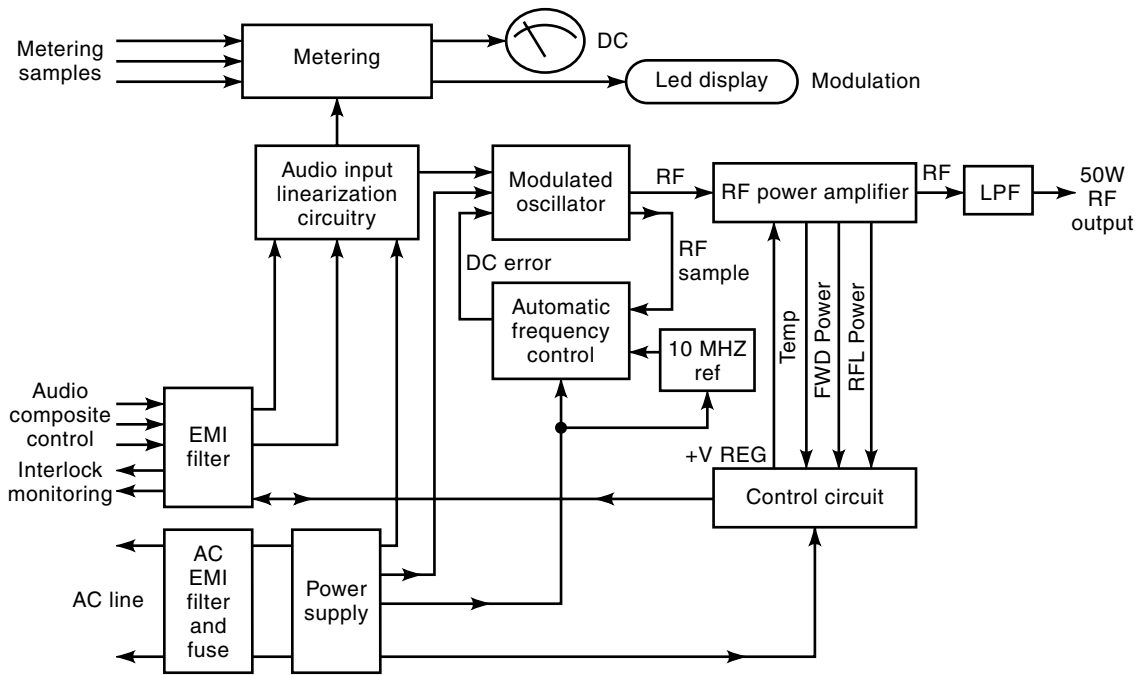 Metering
samples
Metering
DC
Led display
Modulation
Audio input
linearization
circuitry
Modulated
oscillator
RF
RF power amplifier
RF
LPF
50W
RF
output
DC error
RF
sample
Automatic
frequency
control
10 MHZ
ref
Temp
FWD Power
RFL Power
Audio
composite
control
Interlock
monitoring
EMI
filter
+V REG
Control circuit
AC line
AC
EMI
filter
and
fuse
Power
supply